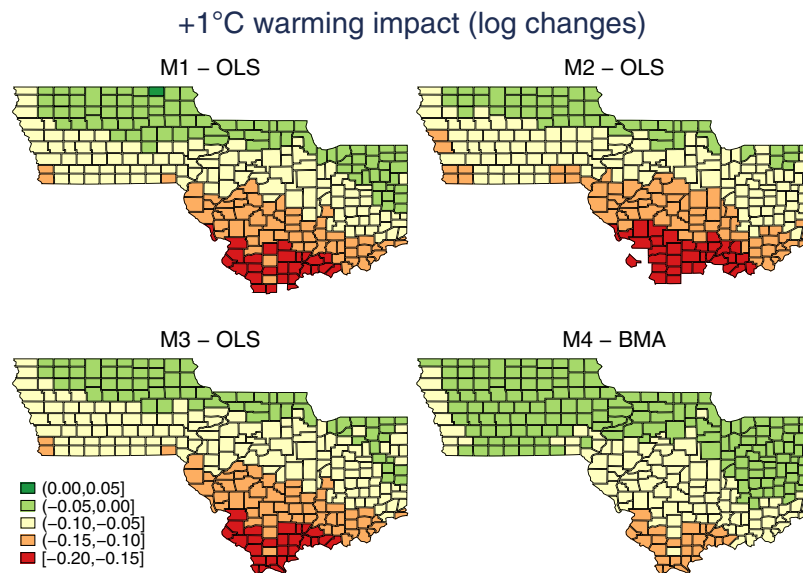 +1°C warming impact (log changes)
M1 − OLS
M2 − OLS
M3 − OLS
M4 − BMA
(0.00,0.05]
(−0.05,0.00]
(−0.10,−0.05]
(−0.15,−0.10]
[−0.20,−0.15]